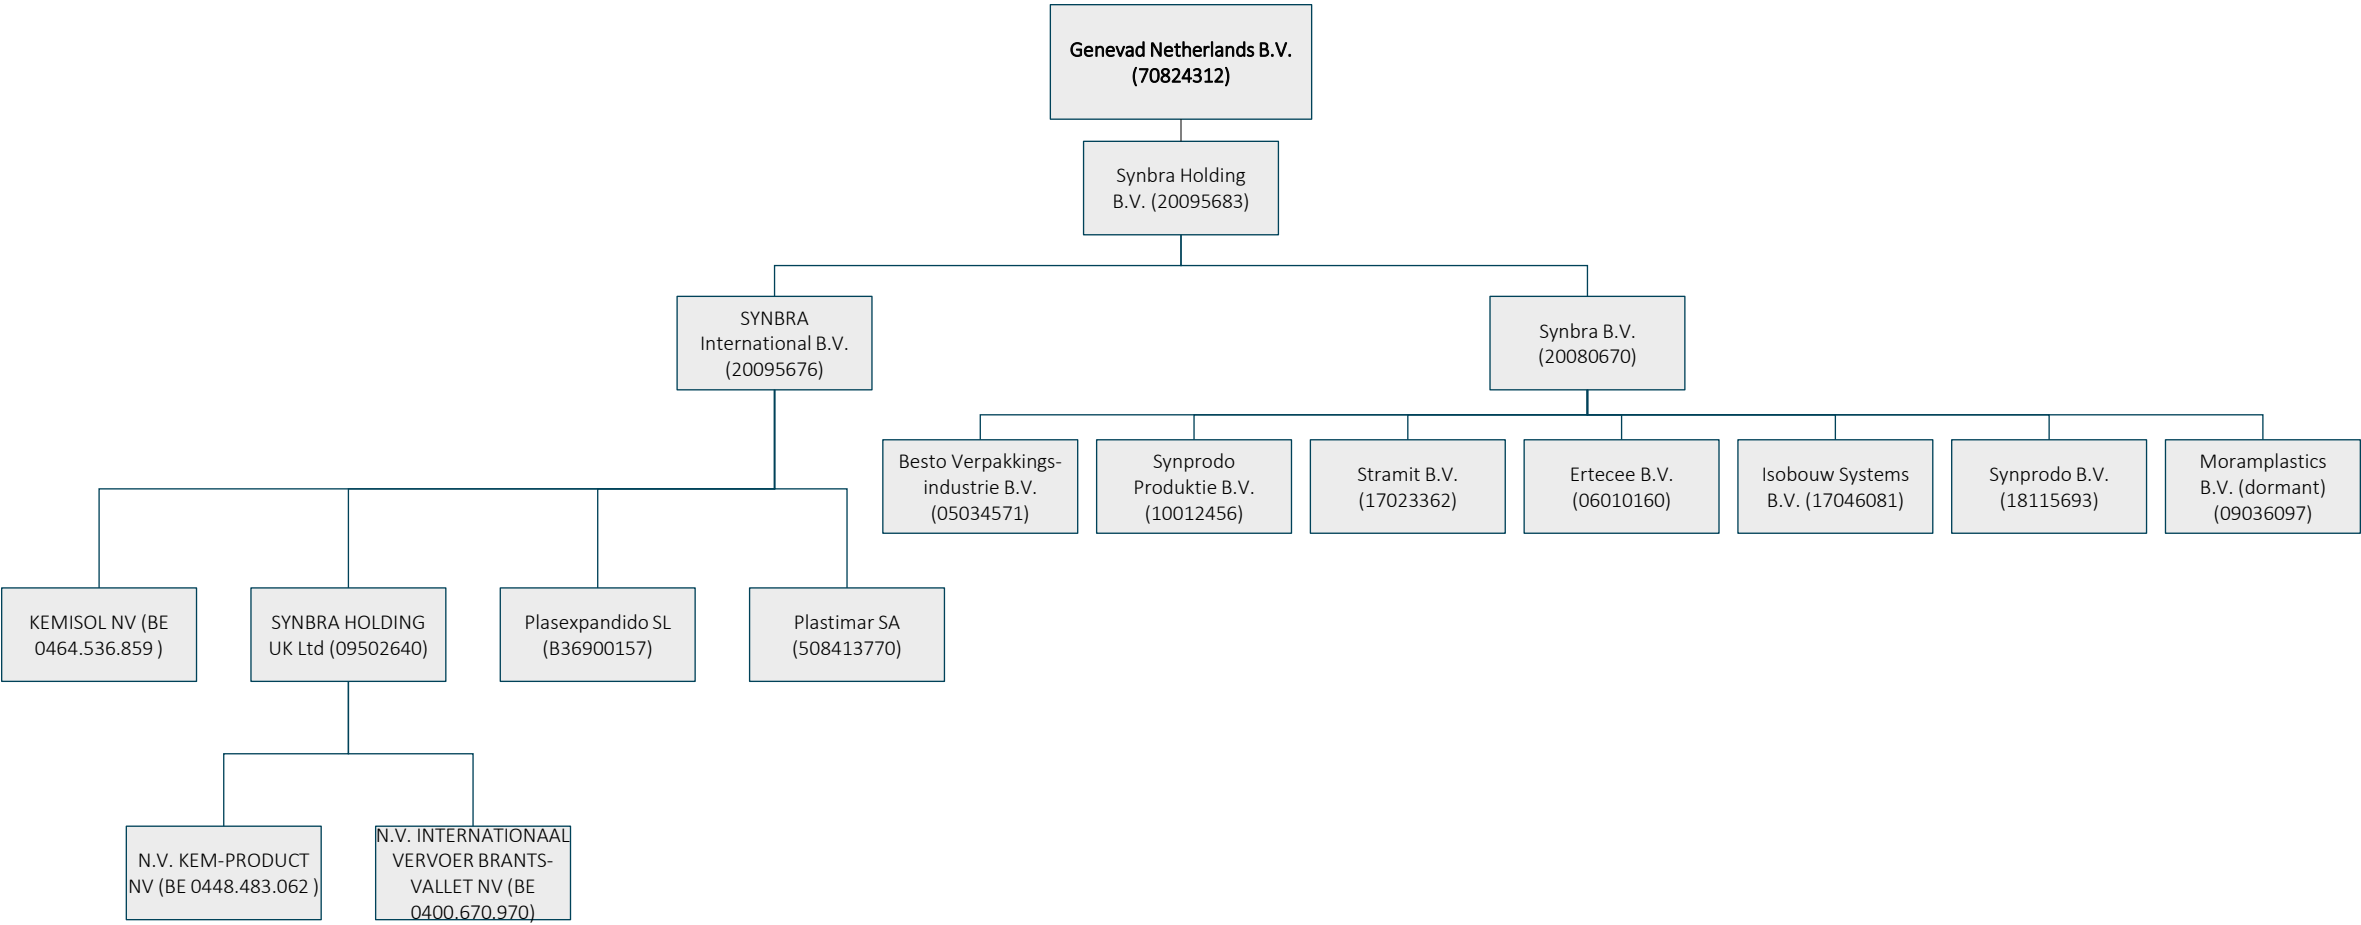 Genevad Netherlands B.V.
(70824312)
Synbra Holding
B.V. (20095683)
SYNBRA
International B.V.
(20095676)
Synbra B.V.
(20080670)
Besto Verpakkings-
industrie B.V.
(05034571)
Synprodo
Produktie B.V.
(10012456)
Stramit B.V.
(17023362)
Ertecee B.V.
(06010160)
Isobouw Systems
B.V. (17046081)
Synprodo B.V.
(18115693)
Moramplastics
B.V. (dormant)
(09036097)
KEMISOL NV (BE
0464.536.859 )
SYNBRA HOLDING
UK Ltd (09502640)
Plasexpandido SL
(B36900157)
Plastimar SA
(508413770)
N.V. KEM-PRODUCT
NV (BE 0448.483.062 )
N.V. INTERNATIONAAL
VERVOER BRANTS-
VALLET NV (BE
0400.670.970)